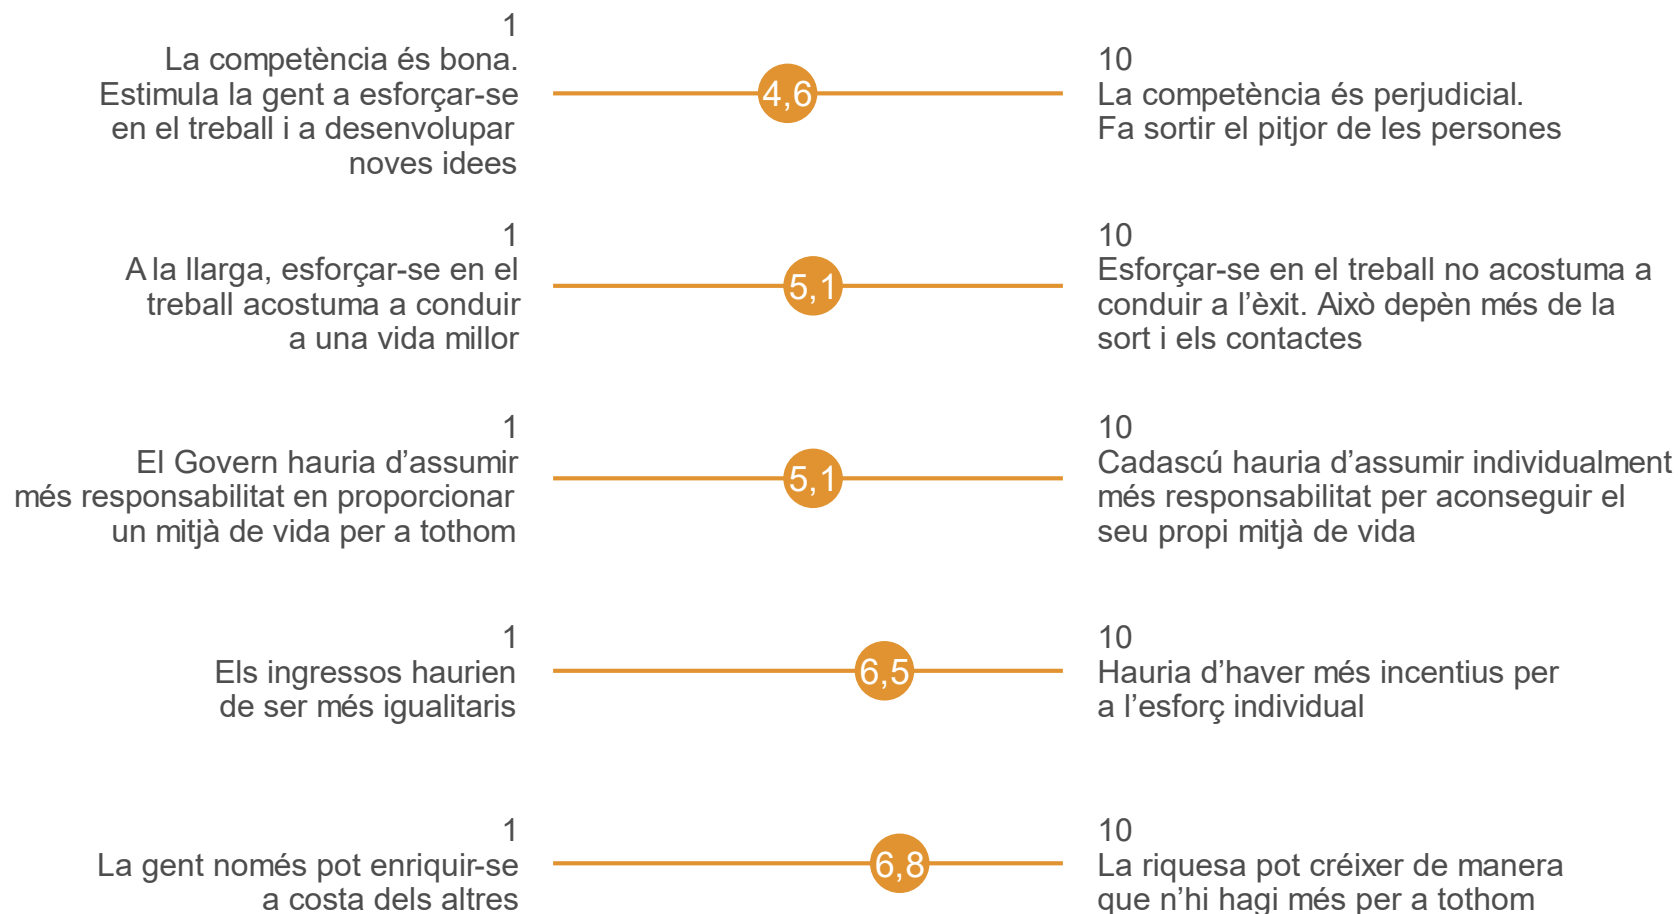 1
La competència és bona.
Estimula la gent a esforçar-se
en el treball i a desenvolupar
noves idees
4,6
10
La competència és perjudicial.
Fa sortir el pitjor de les persones
1
A la llarga, esforçar-se en el
treball acostuma a conduir
a una vida millor
5,1
10
Esforçar-se en el treball no acostuma a
conduir a l’èxit. Això depèn més de la
sort i els contactes
1
El Govern hauria d’assumir
més responsabilitat en proporcionar
un mitjà de vida per a tothom
5,1
10
Cadascú hauria d’assumir individualment
més responsabilitat per aconseguir el
seu propi mitjà de vida
1
Els ingressos haurien
de ser més igualitaris
6,5
10
Hauria d’haver més incentius per
a l’esforç individual
1
La gent només pot enriquir-se
a costa dels altres
6,8
10
La riquesa pot créixer de manera
que n’hi hagi més per a tothom